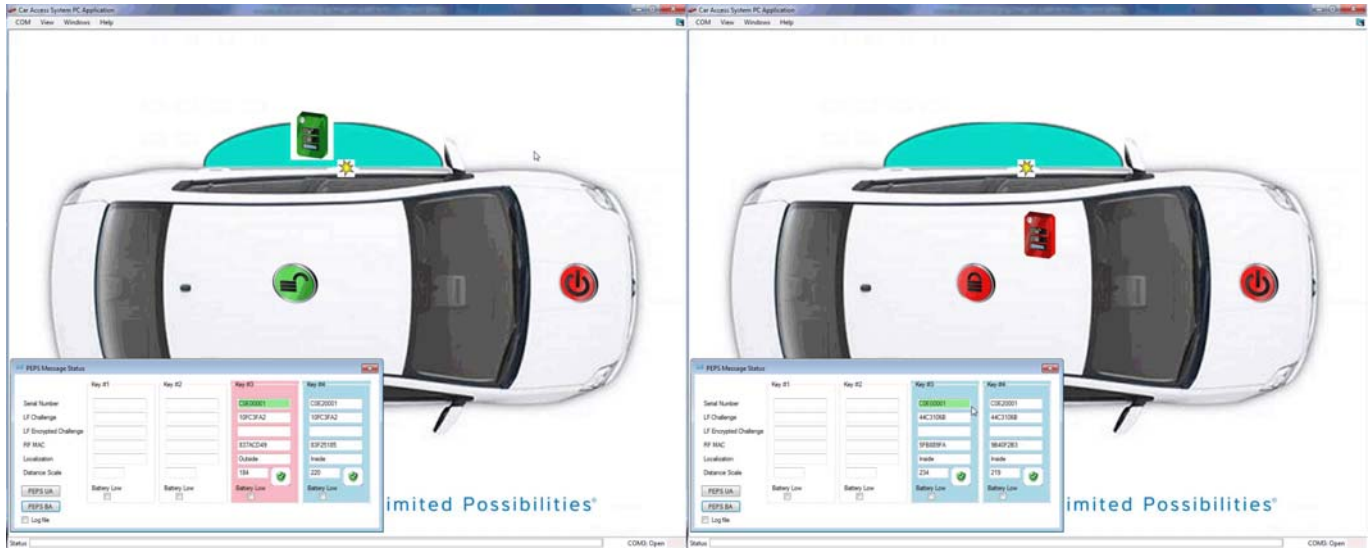 Car Access System PC Application
COM View Windows Help
PEPS Message Status
Key #1 Key #2 Key #3 Key #4
Serial Number C0E00001 C0E20001
LF Challenge 10FC3FA2 10FC3FA2
LF Encrypted Challenge
RF MAC 837ACD49 83F25185
Localization Outside Inside
Distance Scale 184 220
Battery Low Battery Low Battery Low Battery Low
PEPS UA
PEPS BA
Log file
imited Possibilities®
Status COM3: Open
Car Access System PC Application
COM View Windows Help
PEPS Message Status
Key #1 Key #2 Key #3 Key #4
Serial Number C0E00001 C0E20001
LF Challenge 44C3106B 44C3106B
LF Encrypted Challenge
RF MAC 9B40F2B3
Localization Inside Inside
Distance Scale 234 219
Battery Low Battery Low Battery Low Battery Low
PEPS UA
PEPS BA
Log file
imited Possibilities®
Status COM3: Open